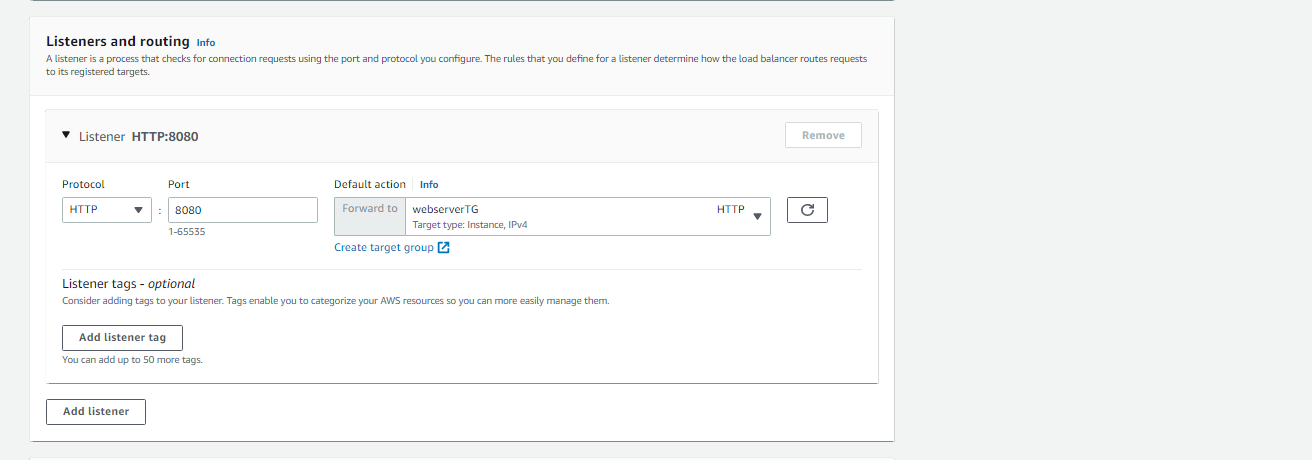 Listeners and routing Info
A listener is a process that checks for connection requests using the port and protocol you configure. The rules that you define for a listener determine how the load balancer routes requests
to its registered targets.
Listener HTTP:8080
Remove
Protocol
Port
Default action Info
HTTP
:
8080
Forward to
webserverTG
HTTP
Target type: Instance, IPv4
1-65535
Create target group
Listener tags - optional
Consider adding tags to your listener. Tags enable you to categorize your AWS resources so you can more easily manage them.
Add listener tag
You can add up to 50 more tags.
Add listener